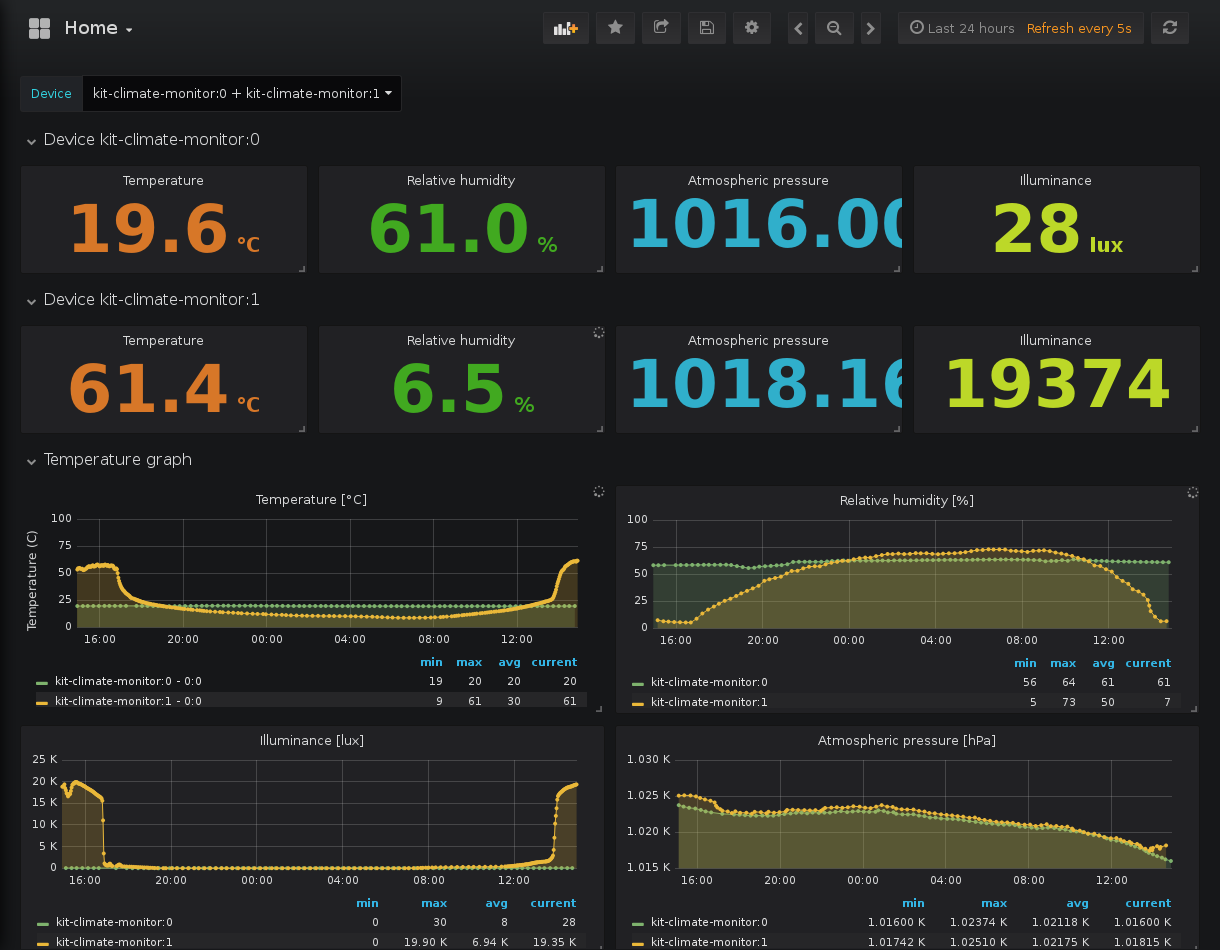 Home
Last 24 hours Refresh every 5s
Device kit-climate-monitor:0 + kit-climate-monitor:1
Device kit-climate-monitor:0
Temperature Relative humidity Atmospheric pressure Illuminance
19.6 °C 61.0 % 1016.00 28 lux
Device kit-climate-monitor:1
Temperature Relative humidity Atmospheric pressure Illuminance
61.4 °C 6.5 % 1018.16 19374
Temperature graph
Temperature [°C]
Temperature (C)
100
75
50
25
0
16:00 20:00 00:00 04:00 08:00 12:00
min max avg current
kit-climate-monitor:0 - 0:0 19 20 20 20
kit-climate-monitor:1 - 0:0 9 61 30 61
Relative humidity [%]
100
75
50
25
0
16:00 20:00 00:00 04:00 08:00 12:00
min max avg current
kit-climate-monitor:0 56 64 61 61
kit-climate-monitor:1 5 73 50 7
Illuminance [lux]
25 K
20 K
15 K
10 K
5 K
0
16:00 20:00 00:00 04:00 08:00 12:00
min max avg current
kit-climate-monitor:0 0 30 8 28
kit-climate-monitor:1 0 19.90 K 6.94 K 19.35 K
Atmospheric pressure [hPa]
1.030 K
1.025 K
1.020 K
1.015 K
16:00 20:00 00:00 04:00 08:00 12:00
min max avg current
kit-climate-monitor:0 1.01600 K 1.02374 K 1.02118 K 1.01600 K
kit-climate-monitor:1 1.01742 K 1.02510 K 1.02175 K 1.01815 K